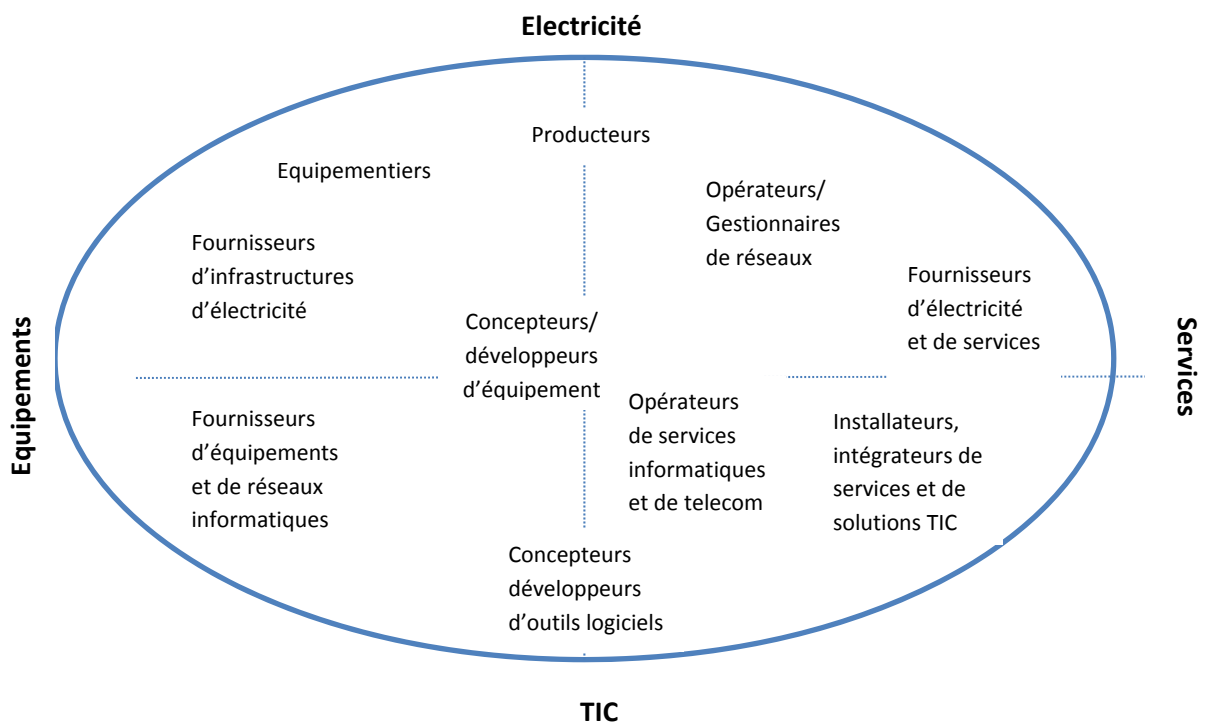 Electricité
Producteurs
Equipementiers
Opérateurs/
Gestionnaires
de réseaux
Fournisseurs
d’infrastructures
d’électricité
Fournisseurs
d’électricité
et de services
Concepteurs/
développeurs
d’équipement
Equipements
Services
Fournisseurs
d’équipements
et de réseaux
informatiques
Opérateurs
de services
informatiques
et de telecom
Installateurs,
intégrateurs de
services et de
solutions TIC
Concepteurs
développeurs
d’outils logiciels
TIC